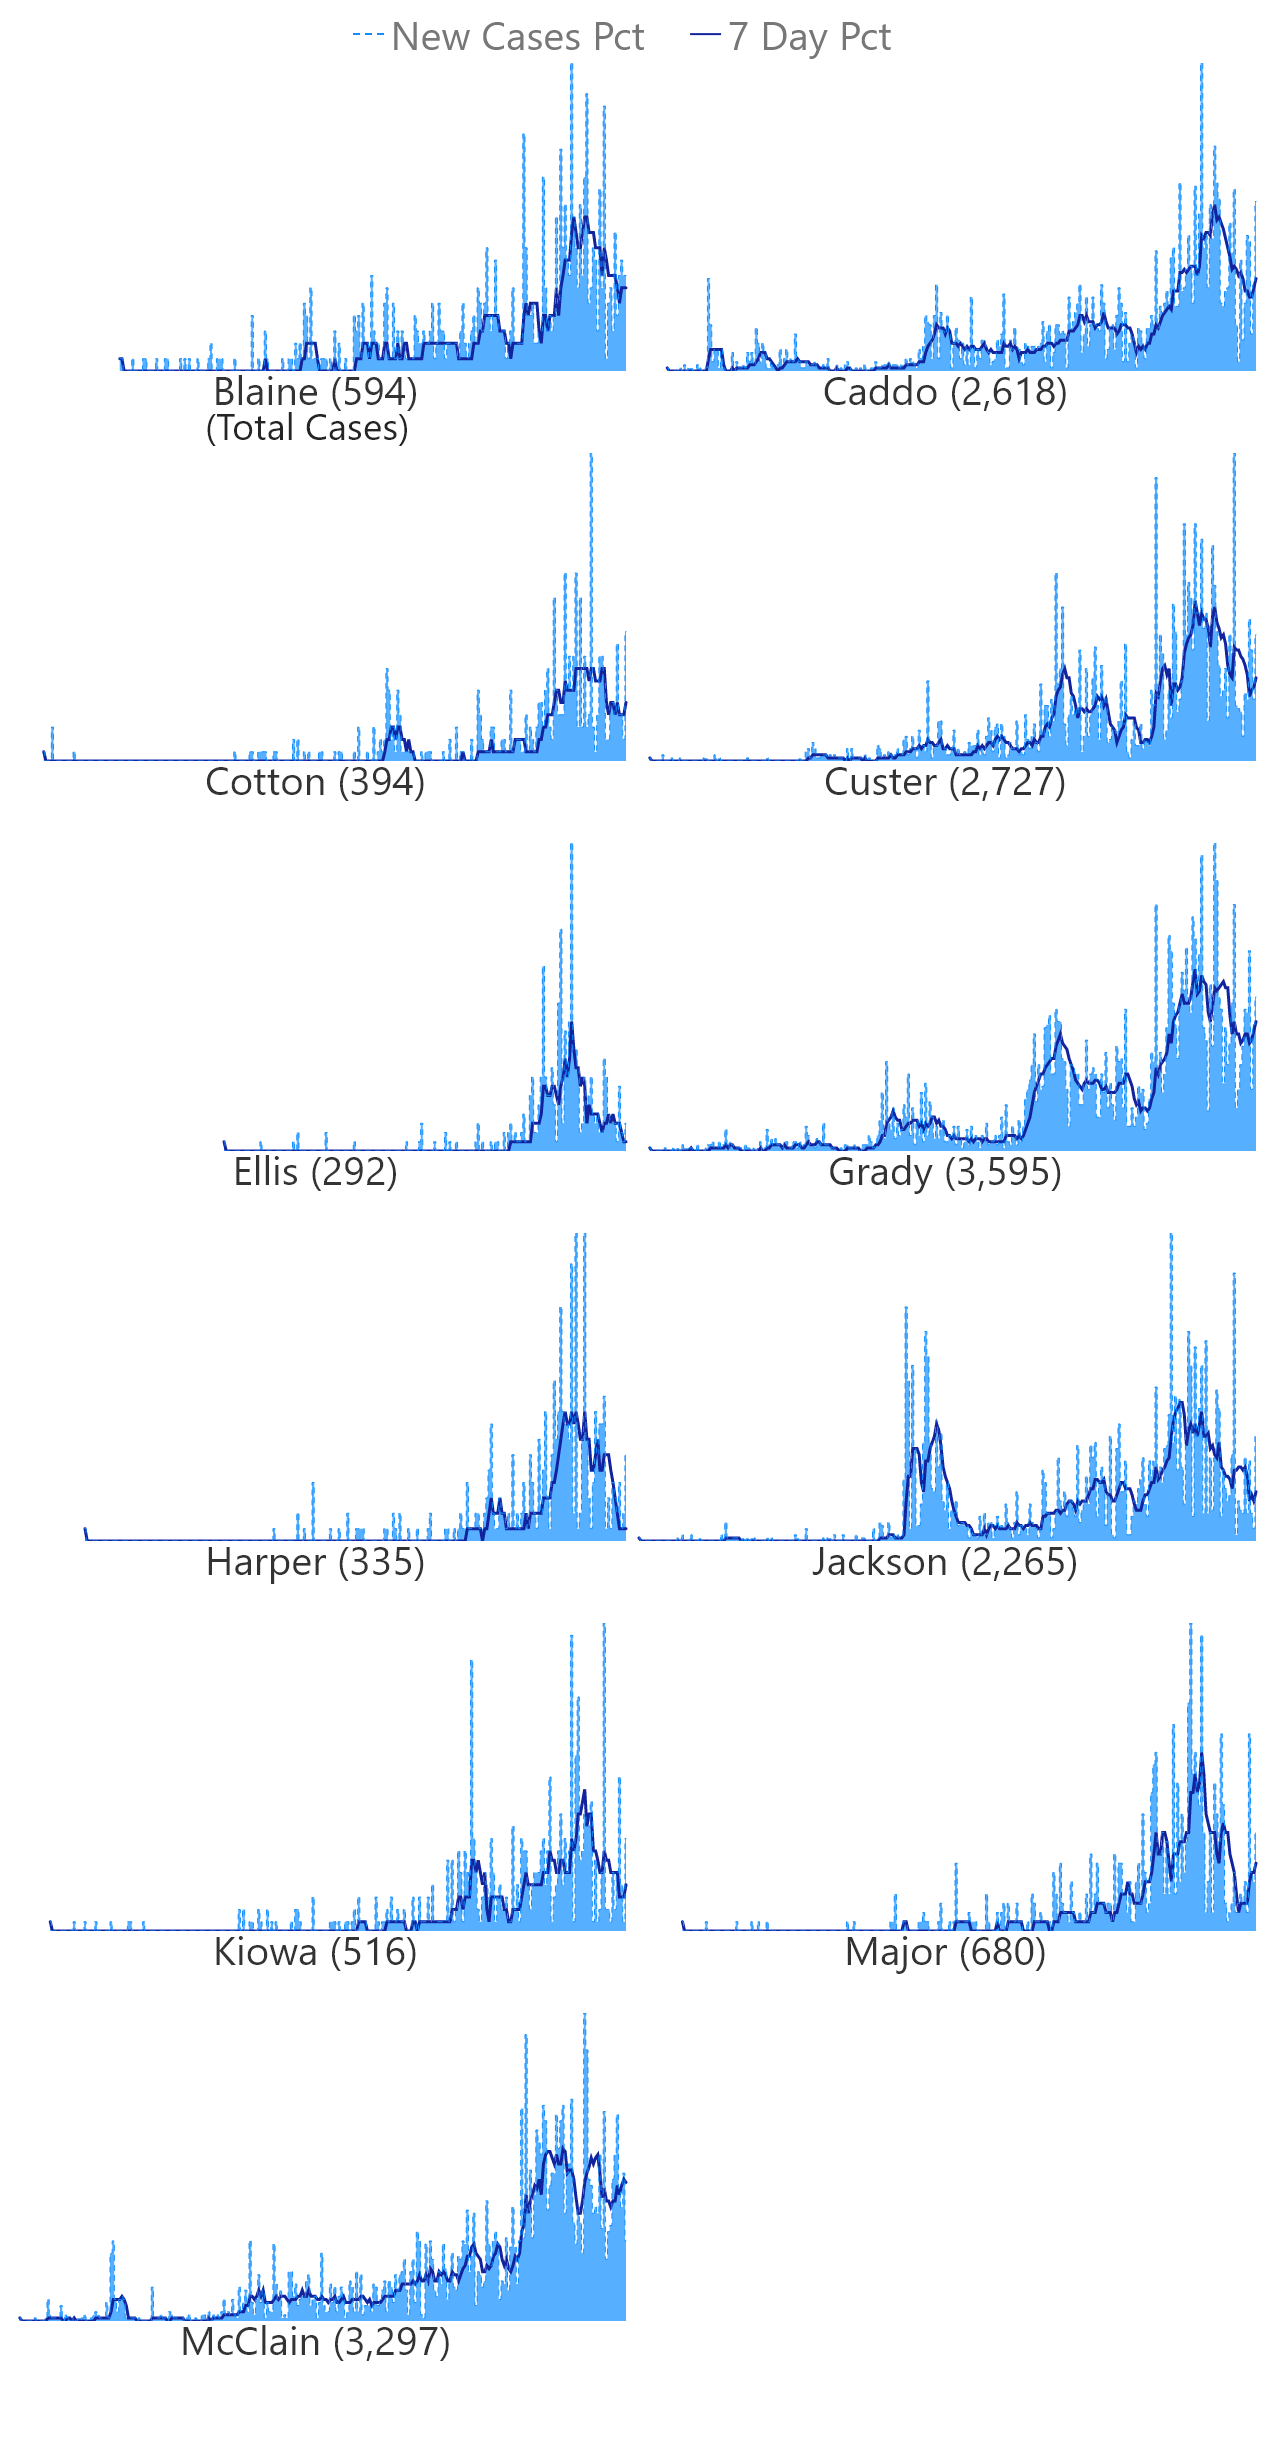 New Cases Pct 7 Day Pct
Blaine (594)
(Total Cases)
Caddo (2,618)
Cotton (394)
Custer (2,727)
Ellis (292)
Grady (3,595)
Harper (335)
Jackson (2,265)
Kiowa (516)
Major (680)
McClain (3,297)